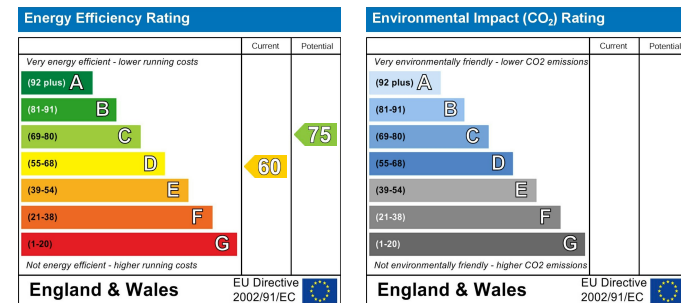 Energy Efficiency Rating
Current Potential
Very energy efficient - lower running costs
(92 plus) A
(81-91) B
(69-80) C
75
(55-68) D
60
(39-54) E
(21-38) F
(1-20) G
Not energy efficient - higher running costs
England & Wales
EU Directive
2002/91/EC
Environmental Impact (CO₂) Rating
Current Potential
Very environmentally friendly - lower CO2 emissions
(92 plus) A
(81-91) B
(69-80) C
(55-68) D
(39-54) E
(21-38) F
(1-20) G
Not environmentally friendly - higher CO2 emissions
England & Wales
EU Directive
2002/91/EC